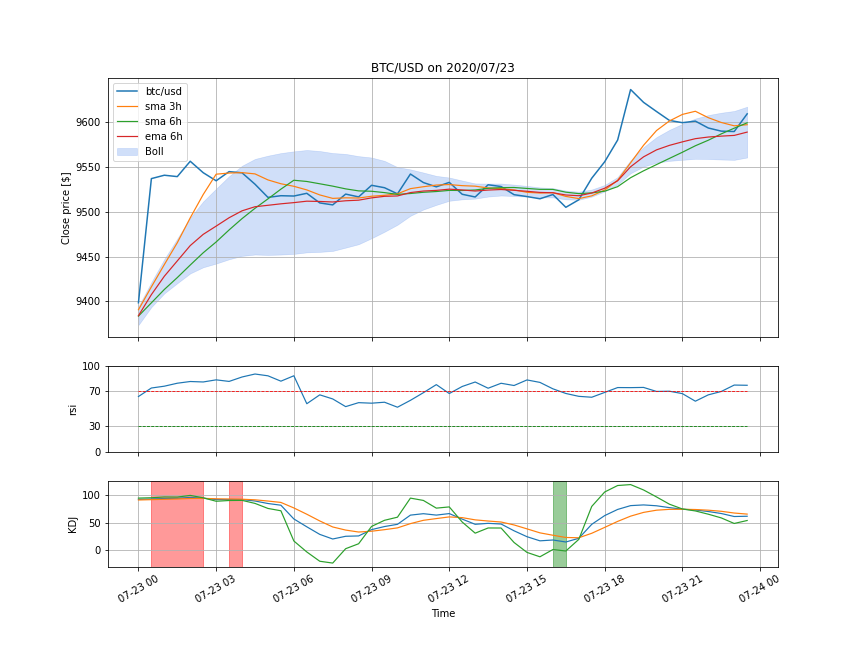 BTC/USD on 2020/07/23
btc/usd
sma 3h
sma 6h
ema 6h
Boll
Close price [$]
9600
9550
9500
9450
9400
rsi
100
70
30
0
KDJ
100
50
0
07-23 00
07-23 03
07-23 06
07-23 09
07-23 12
07-23 15
07-23 18
07-23 21
07-24 00
Time